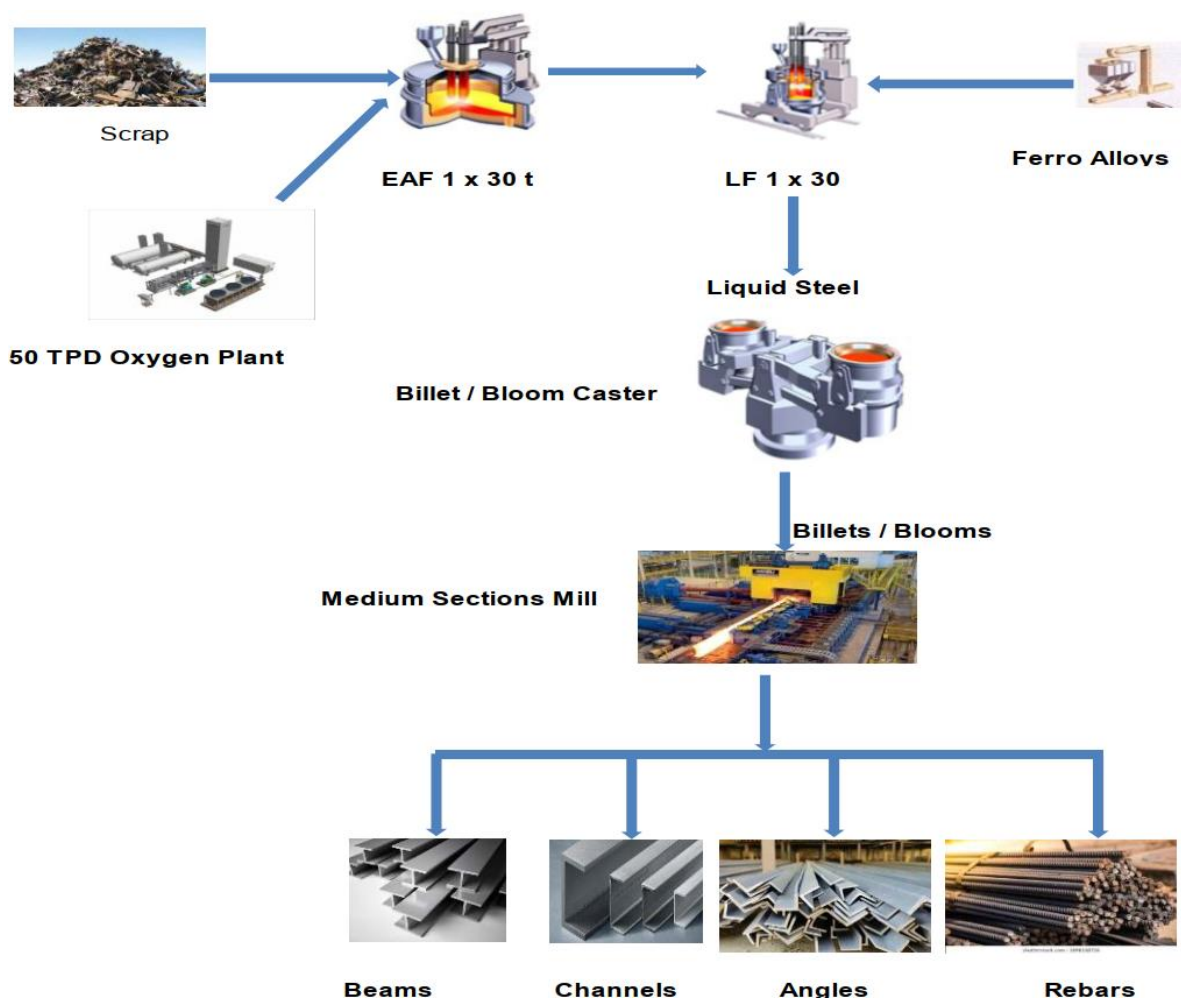 Scrap
EAF 1 x 30 t
LF 1 x 30
Ferro Alloys
50 TPD Oxygen Plant
Liquid Steel
Billet / Bloom Caster
Billets / Blooms
Medium Sections Mill
Beams
Channels
Angles
Rebars